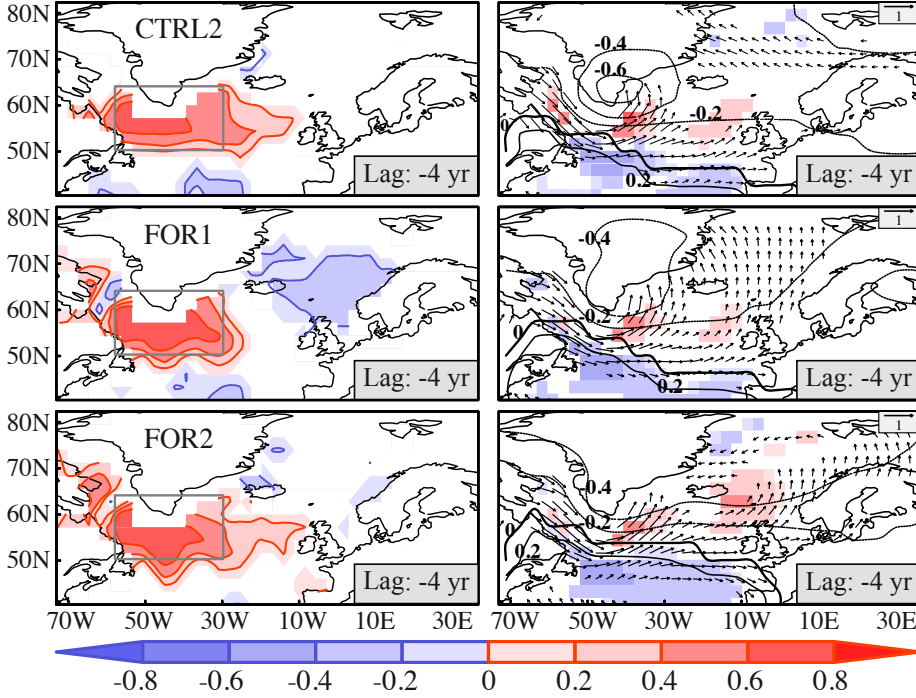 80N
CTRL2
-0.4
1
70N
-0.6
60N
0
-0.2
50N
0.2
Lag: -4 yr
Lag: -4 yr
80N
FOR1
-0.4
1
70N
60N
0
-0.2
50N
0.2
Lag: -4 yr
Lag: -4 yr
80N
FOR2
1
70N
-0.4
60N
0
-0.2
50N
0.2
Lag: -4 yr
Lag: -4 yr
70W 50W 30W 10W 10E 30E 70W 50W 30W 10W 10E 30E
-0.8 -0.6 -0.4 -0.2 0 0.2 0.4 0.6 0.8